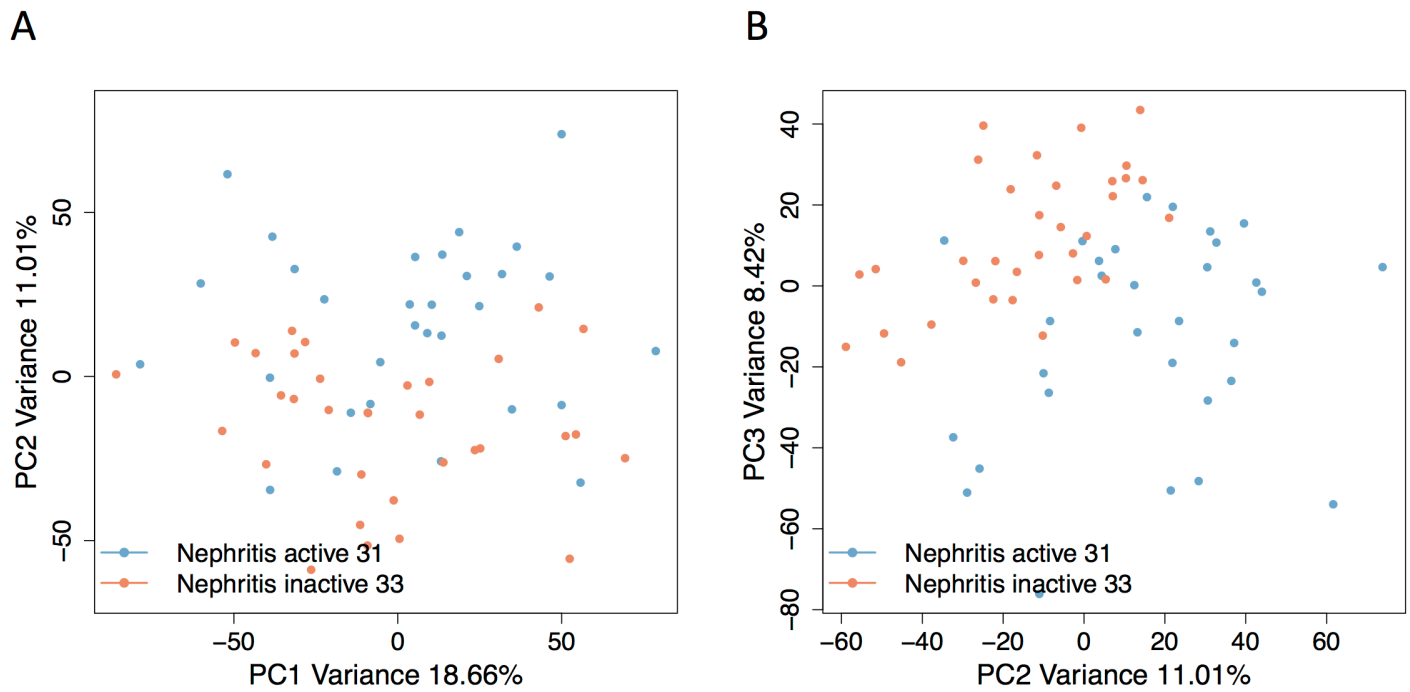 A
B
50
0
−50
−50
0
50
PC2 Variance 11.01%
PC1 Variance 18.66%
Nephritis active 31
Nephritis inactive 33
40
20
0
−20
−40
−60
−80
−60
−40
−20
0
20
40
60
PC3 Variance 8.42%
PC2 Variance 11.01%
Nephritis active 31
Nephritis inactive 33